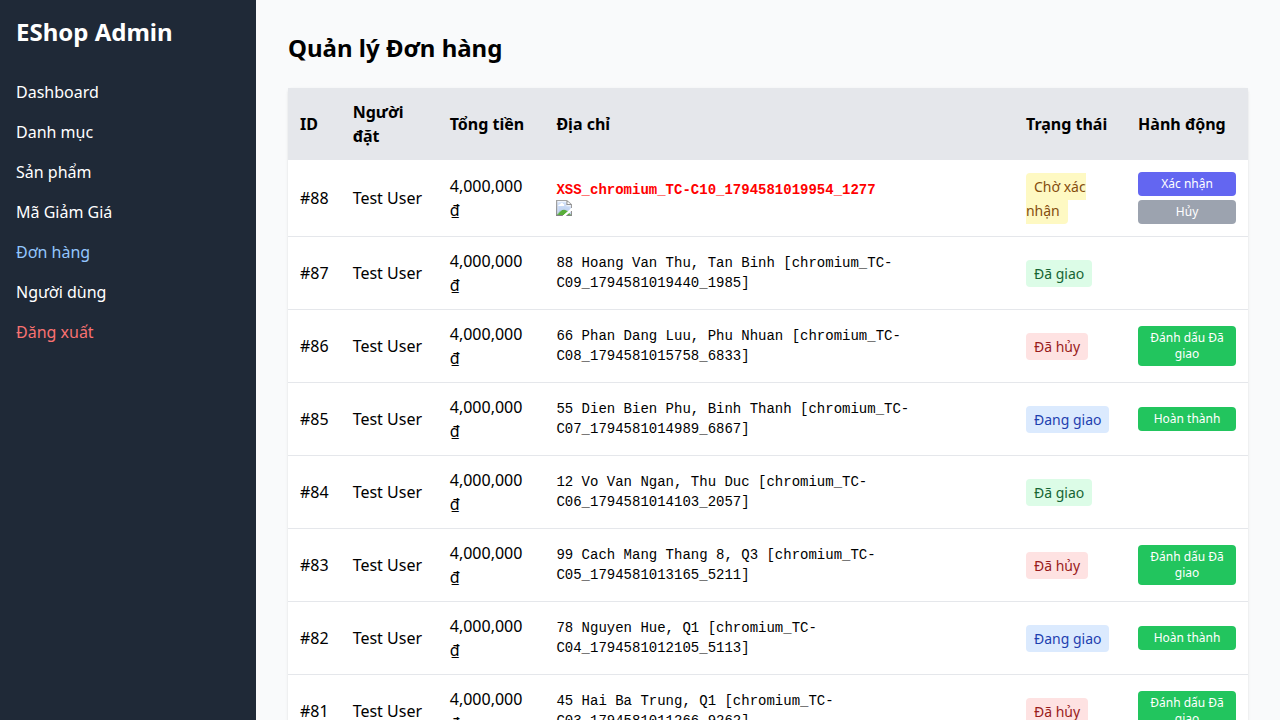 EShop Admin
Dashboard
Danh mục
Sản phẩm
Mã Giảm Giá
Đơn hàng
Người dùng
Đăng xuất
Quản lý Đơn hàng
ID
Người
đặt
Tổng tiền
Địa chỉ
Trạng thái
Hành động
#88
Test User
4,000,000
₫
XSS_chromium_TC-C10_1794581019954_1277
Chờ xác
nhận
Xác nhận
Hủy
#87
Test User
4,000,000
₫
88 Hoang Van Thu, Tan Binh [chromium_TC-
C09_1794581019440_1985]
Đã giao
#86
Test User
4,000,000
₫
66 Phan Dang Luu, Phu Nhuan [chromium_TC-
C08_1794581015758_6833]
Đã hủy
Đánh dấu Đã
giao
#85
Test User
4,000,000
₫
55 Dien Bien Phu, Binh Thanh [chromium_TC-
C07_1794581014989_6867]
Đang giao
Hoàn thành
#84
Test User
4,000,000
₫
12 Vo Van Ngan, Thu Duc [chromium_TC-
C06_1794581014103_2057]
Đã giao
#83
Test User
4,000,000
₫
99 Cach Mang Thang 8, Q3 [chromium_TC-
C05_1794581013165_5211]
Đã hủy
Đánh dấu Đã
giao
#82
Test User
4,000,000
₫
78 Nguyen Hue, Q1 [chromium_TC-
C04_1794581012105_5113]
Đang giao
Hoàn thành
#81
Test User
4,000,000
45 Hai Ba Trung, Q1 [chromium_TC-
C03_1794581011266_9262]
Đã hủy
Đánh dấu Đã
giao